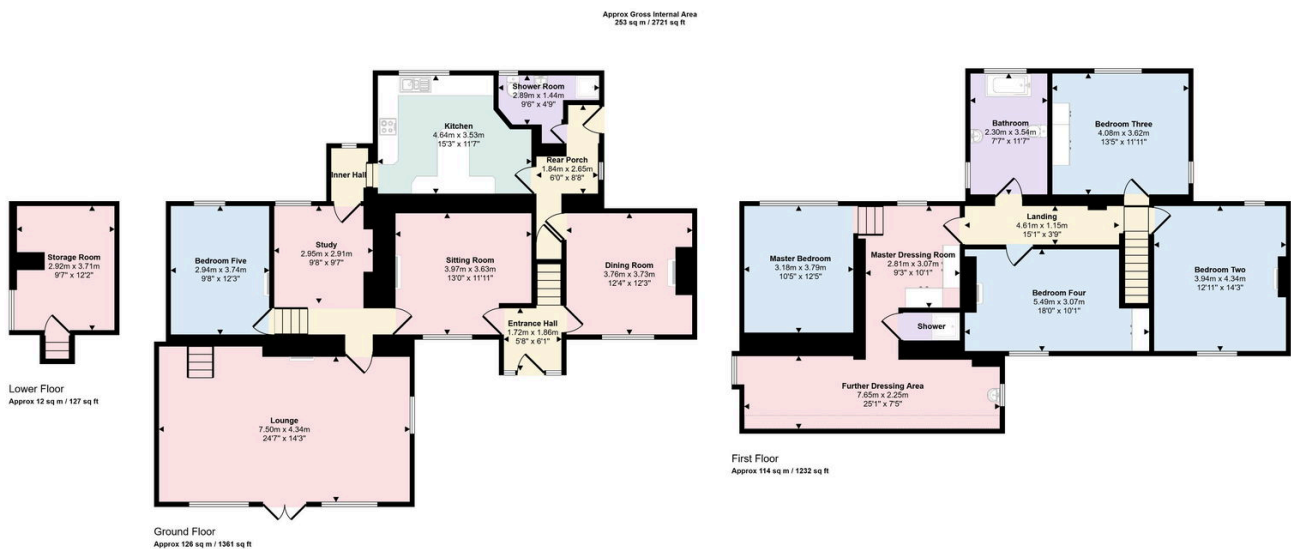 Approx Gross Internal Area
253 sq m / 2721 sq ft
Storage Room
2.92m x 3.71m
9'7" x 12'2"
Lower Floor
Approx 12 sq m / 127 sq ft
Kitchen
4.64m x 3.53m
15'3" x 11'7"
Shower Room
2.89m x 1.44m
9'6" x 4'9"
Rear Porch
1.84m x 2.65m
6'0" x 8'8"
Inner Hall
Bedroom Five
2.94m x 3.74m
9'8" x 12'3"
Study
2.95m x 2.91m
9'8" x 9'7"
Sitting Room
3.97m x 3.63m
13'0" x 11'11"
Dining Room
3.76m x 3.73m
12'4" x 12'3"
Entrance Hall
1.72m x 1.86m
5'8" x 6'1"
Lounge
7.50m x 4.34m
24'7" x 14'3"
Ground Floor
Approx 126 sq m / 1361 sq ft
Bathroom
2.30m x 3.54m
7'7" x 11'7"
Bedroom Three
4.08m x 3.62m
13'5" x 11'11"
Landing
4.61m x 1.15m
15'1" x 3'9"
Master Bedroom
3.18m x 3.79m
10'5" x 12'5"
Master Dressing Room
2.81m x 3.07m
9'3" x 10'1"
Bedroom Two
3.94m x 4.34m
12'11" x 14'3"
Bedroom Four
5.49m x 3.07m
18'0" x 10'1"
Shower
Further Dressing Area
7.65m x 2.25m
25'1" x 7'5"
First Floor
Approx 114 sq m / 1232 sq ft